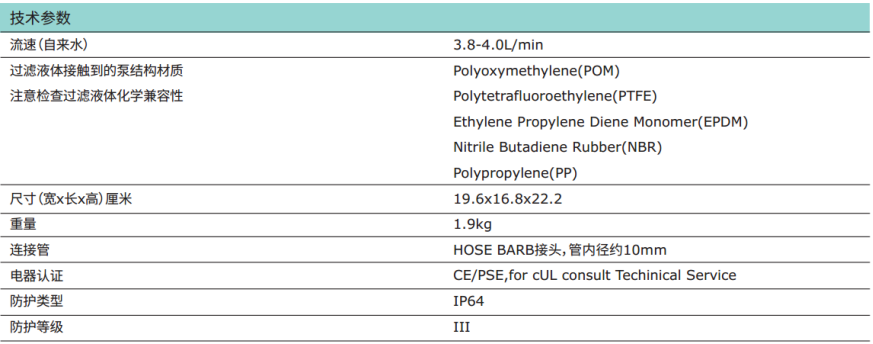 技术参数
流速(自来水) 3.8-4.0L/min
过滤液体接触到的泵结构材质 Polyoxymethylene(POM)
注意检查过滤液体化学兼容性 Polytetrafluoroethylene(PTFE)
Ethylene Propylene Diene Monomer(EPDM)
Nitrile Butadiene Rubber(NBR)
Polypropylene(PP)
尺寸(宽x长x高)厘米 19.6x16.8x22.2
重量 1.9kg
连接管 HOSE BARB接头,管内径约10mm
电器认证 CE/PSE,for cUL consult Techinical Service
防护类型 IP64
防护等级 III